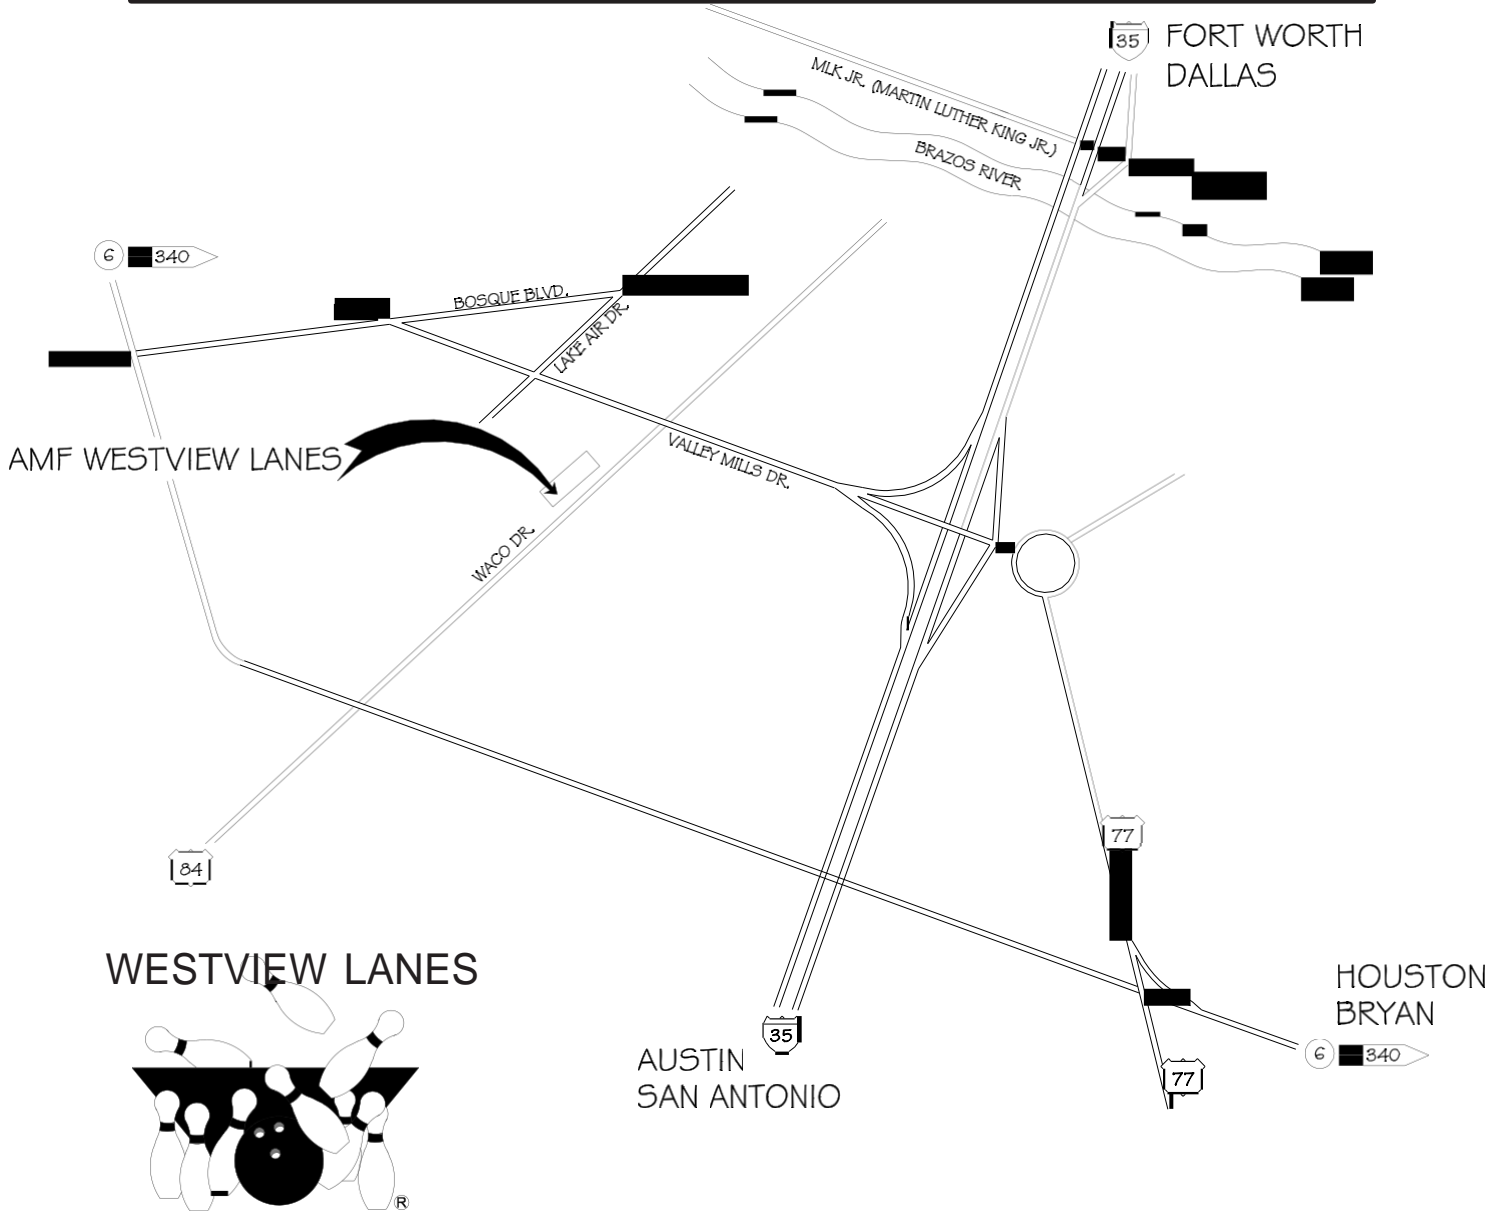 35
FORT WORTH
DALLAS
MLK JR. (MARTIN LUTHER KING JR.)
BRAZOS RIVER
6
340
BOSQUE BLVD.
LAKE AIR DR.
AMF WESTVIEW LANES
VALLEY MILLS DR.
WACO DR.
77
84
WESTVIEW LANES
HOUSTON
BRYAN
35
AUSTIN
SAN ANTONIO
6
340
77
®